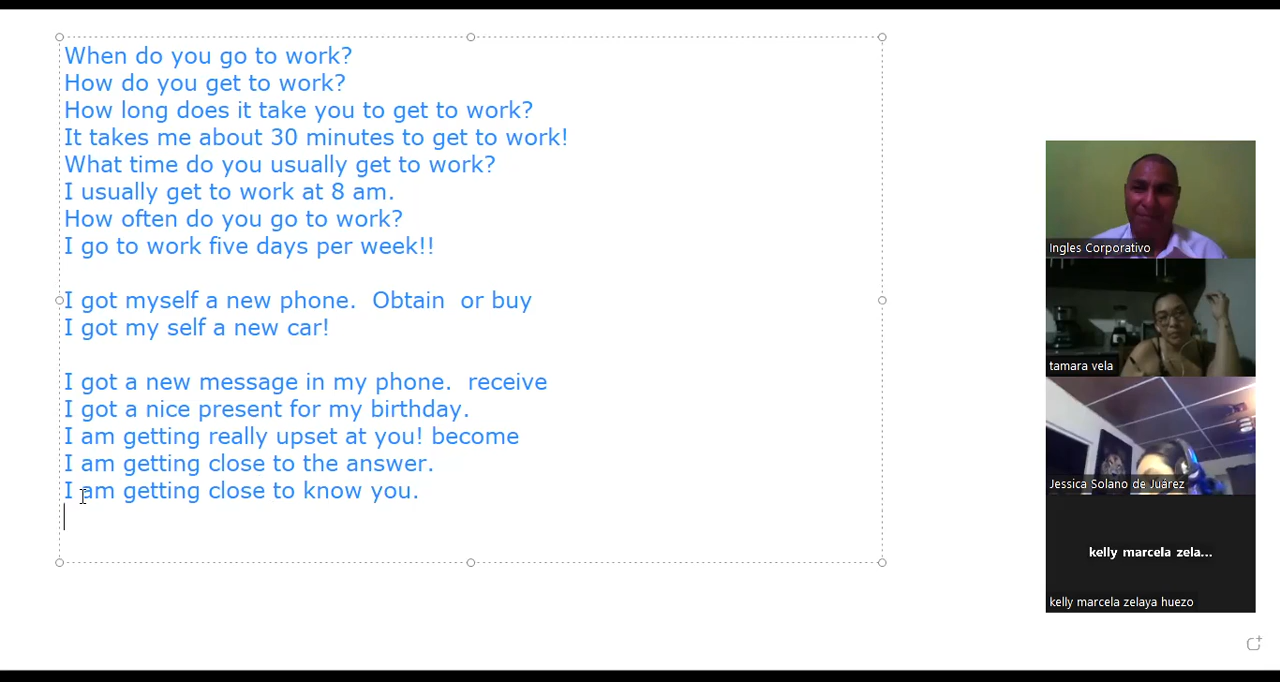 When do you go to work?
How do you get to work?
How long does it take you to get to work?
It takes me about 30 minutes to get to work!
What time do you usually get to work?
I usually get to work at 8 am.
How often do you go to work?
I go to work five days per week!!
I got myself a new phone.  Obtain  or buy
I got my self a new car!
I got a new message in my phone.  receive
I got a nice present for my birthday.
I am getting really upset at you! become
I am getting close to the answer.
I am getting close to know you.
Ingles Corporativo
tamara vela
Jessica Solano de Juárez
kelly marcela zela...
kelly marcela zelaya huezo